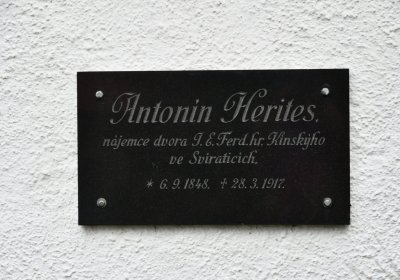 Antonín Herites,
nájemce dvora J. E. Ferd. hr. Kinskýho
ve Sviraticích.
* 6. 9. 1848. † 28. 3. 1917.